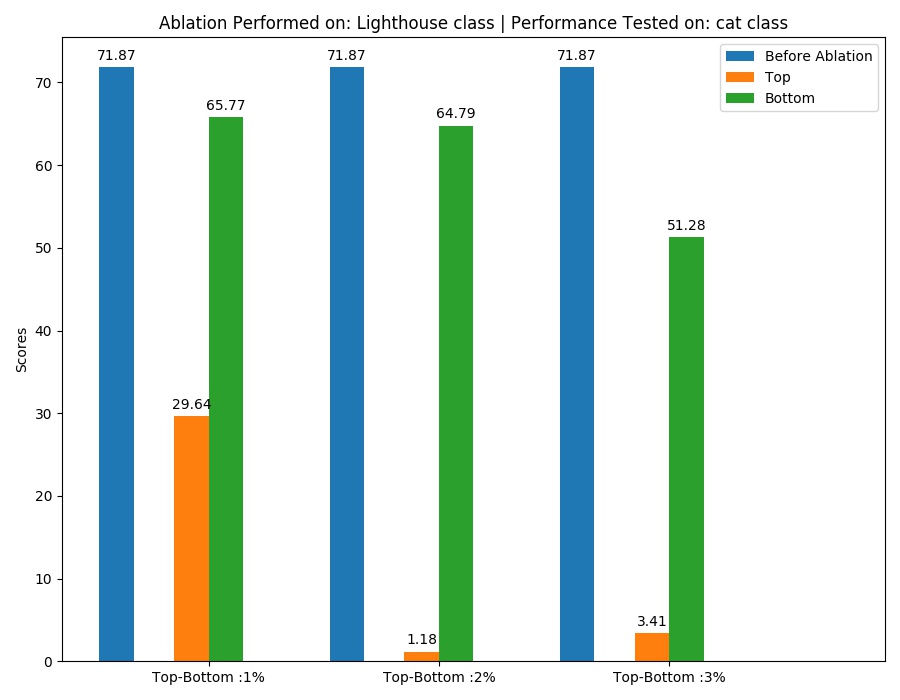 Ablation Performed on: Lighthouse class | Performance Tested on: cat class
Before Ablation
Top
Bottom
71.87
29.64
65.77
71.87
1.18
64.79
71.87
3.41
51.28
Scores
70
60
50
40
30
20
10
0
Top-Bottom :1%
Top-Bottom :2%
Top-Bottom :3%